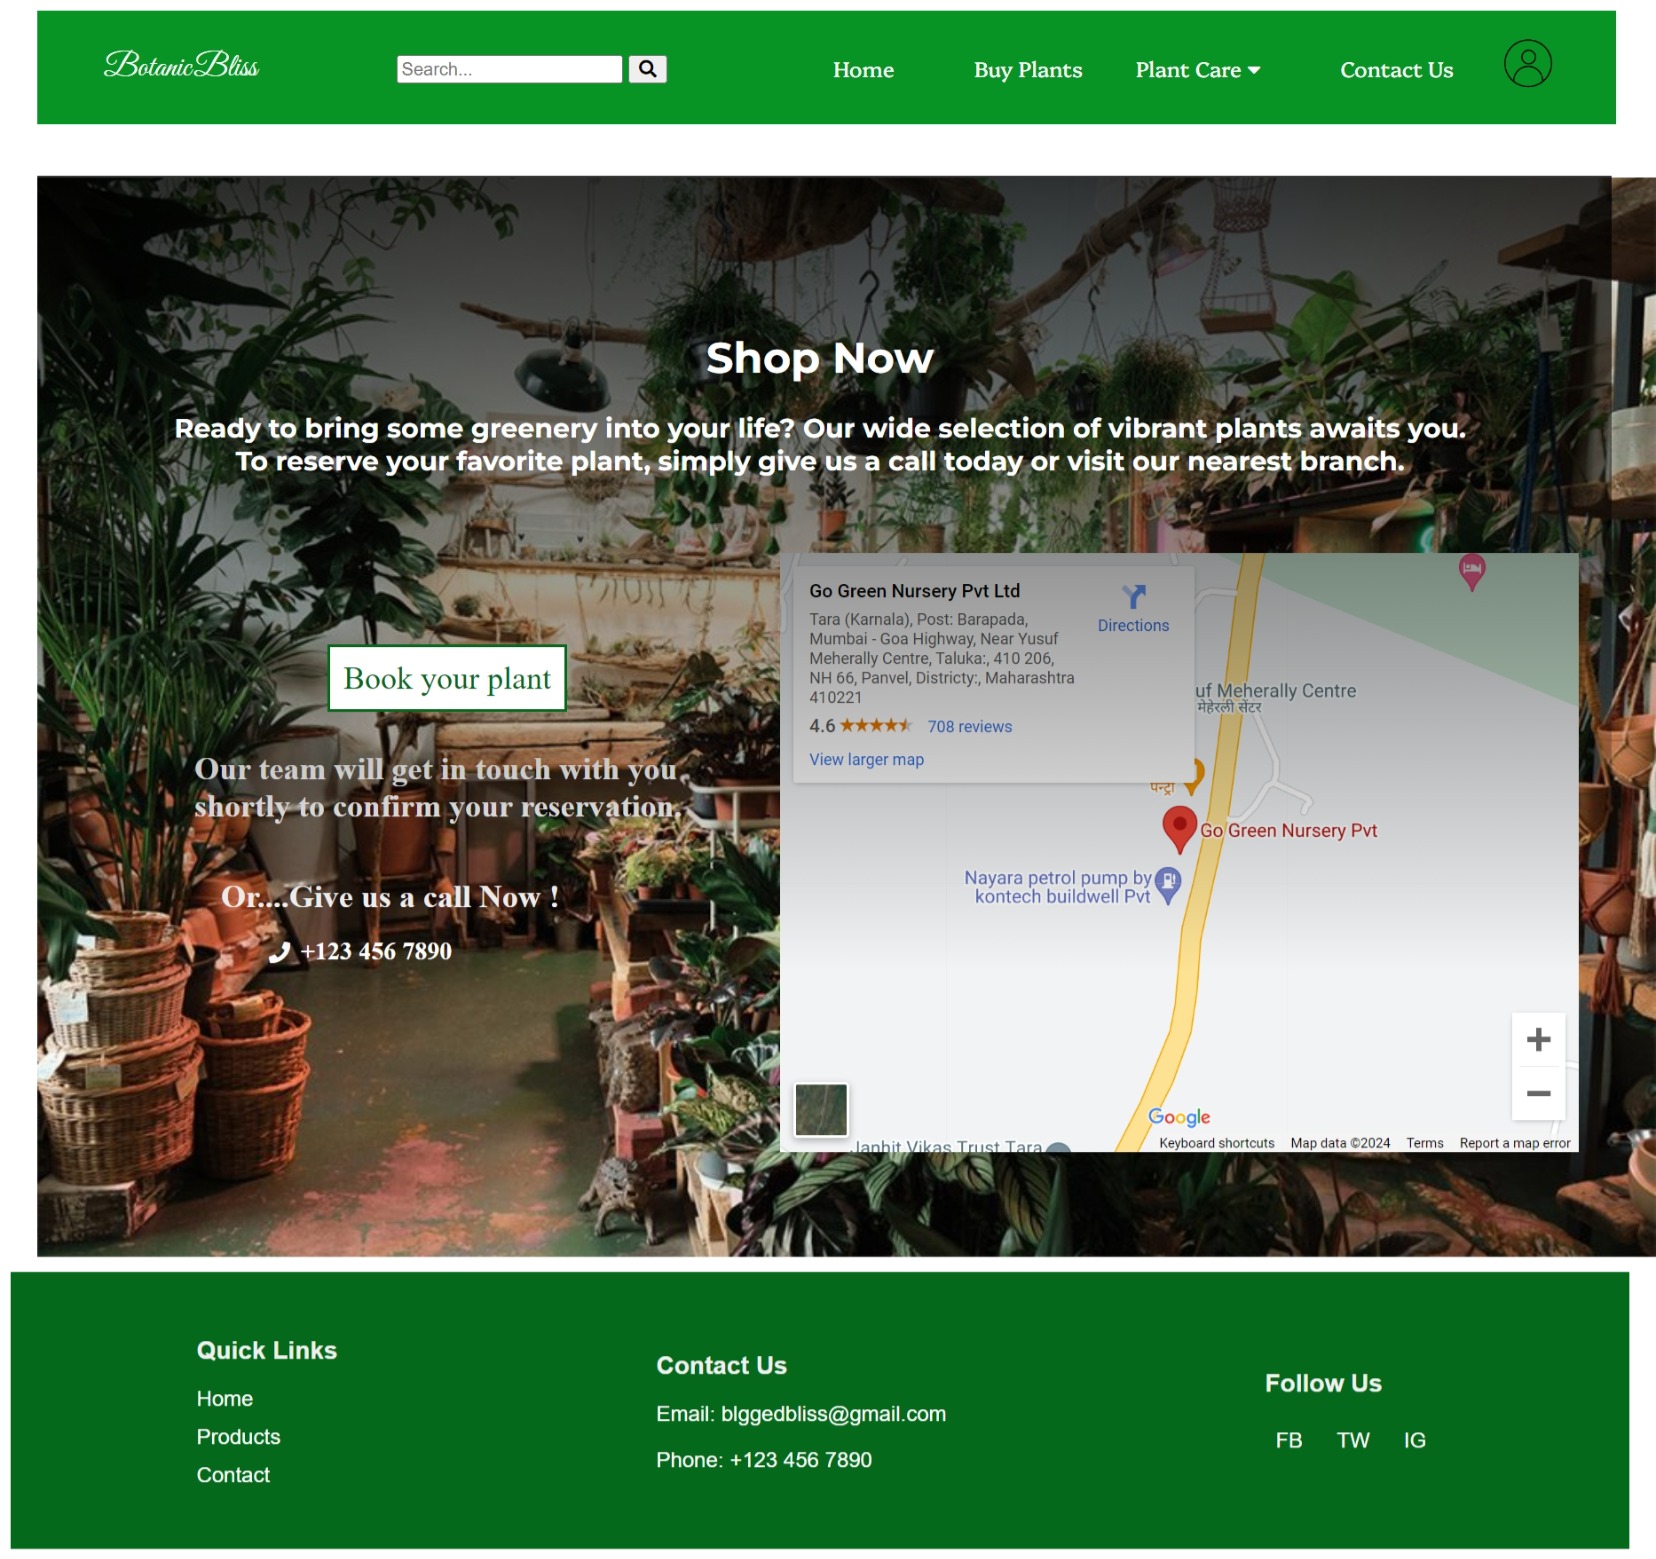 BotanicBliss
Search...
Home
Buy Plants
Plant Care
Contact Us
Shop Now
Ready to bring some greenery into your life? Our wide selection of vibrant plants awaits you.
To reserve your favorite plant, simply give us a call today or visit our nearest branch.
Book your plant
Our team will get in touch with you
shortly to confirm your reservation.
Or....Give us a call Now !
+123 456 7890
Go Green Nursery Pvt Ltd
Tara (Karnala), Post: Barapada,
Mumbai - Goa Highway, Near Yusuf
Meherally Centre, Taluka:, 410 206,
NH 66, Panvel, Districty:, Maharashtra
410221
4.6
708 reviews
View larger map
Directions
uf Meherally Centre
मेहेरली सेंटर
Go Green Nursery Pvt
Nayara petrol pump by
kontech buildwell Pvt
Janhit Vikas Trust Tara
Google
Keyboard shortcuts
Map data ©2024
Terms
Report a map error
Quick Links
Home
Products
Contact
Contact Us
Email: blggedbliss@gmail.com
Phone: +123 456 7890
Follow Us
FB
TW
IG